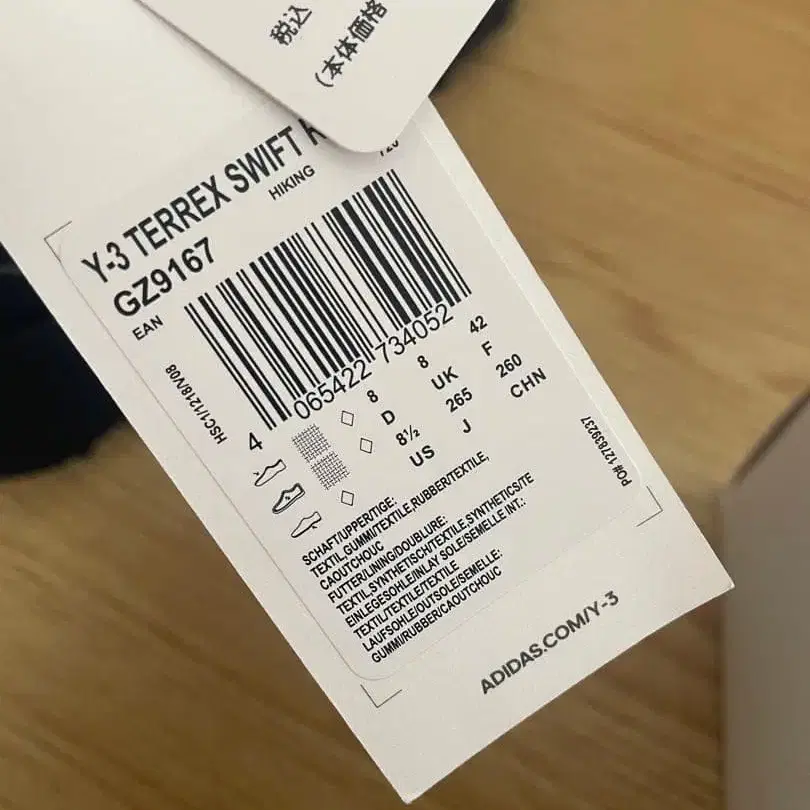 税込
(本体価格
Y-3 TERREX SWIFT R
HIKING
GZ9167
EAN
4 065422 734052
HSC1/1218/V08
8 8 42
D UK F
8½ 265 260
US J CHN
PO# 127839237
SCHAFT/UPPER/TIGE:
TEXTIL,GUMMI/TEXTILE,RUBBER/TEXTILE,
CAOUTCHOUC
FUTTER/LINING/DOUBLURE:
TEXTIL,SYNTHETISCH/TEXTILE,SYNTHETICS/TE
EINLEGESOHLE/INLAY SOLE/SEMELLE INT.:
TEXTIL/TEXTILE/TEXTILE
LAUFSOHLE/OUTSOLE/SEMELLE:
GUMMI/RUBBER/CAOUTCHOUC
ADIDAS.COM/Y-3